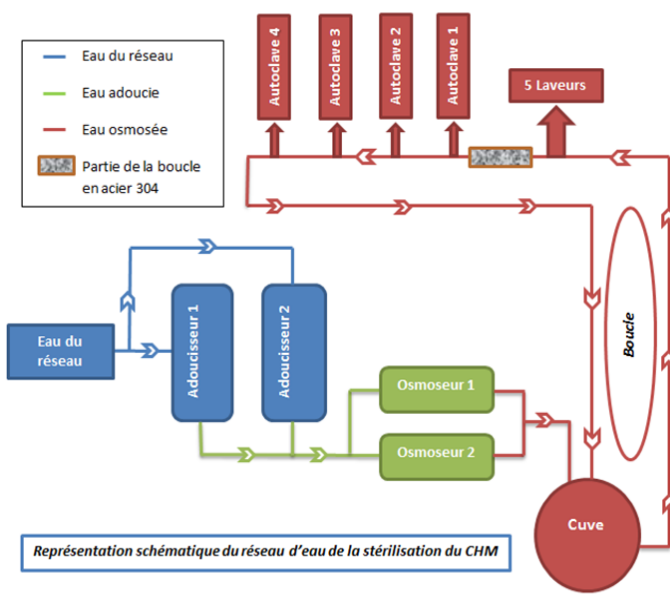 Eau du réseau
Eau adoucie
Eau osmosée
Partie de la boucle
en acier 304
Autoclave 4
Autoclave 3
Autoclave 2
Autoclave 1
5 Laveurs
Eau du
réseau
Adoucisseur 1
Adoucisseur 2
Osmoseur 1
Osmoseur 2
Boucle
Cuve
Représentation schématique du réseau d'eau de la stérilisation du CHM